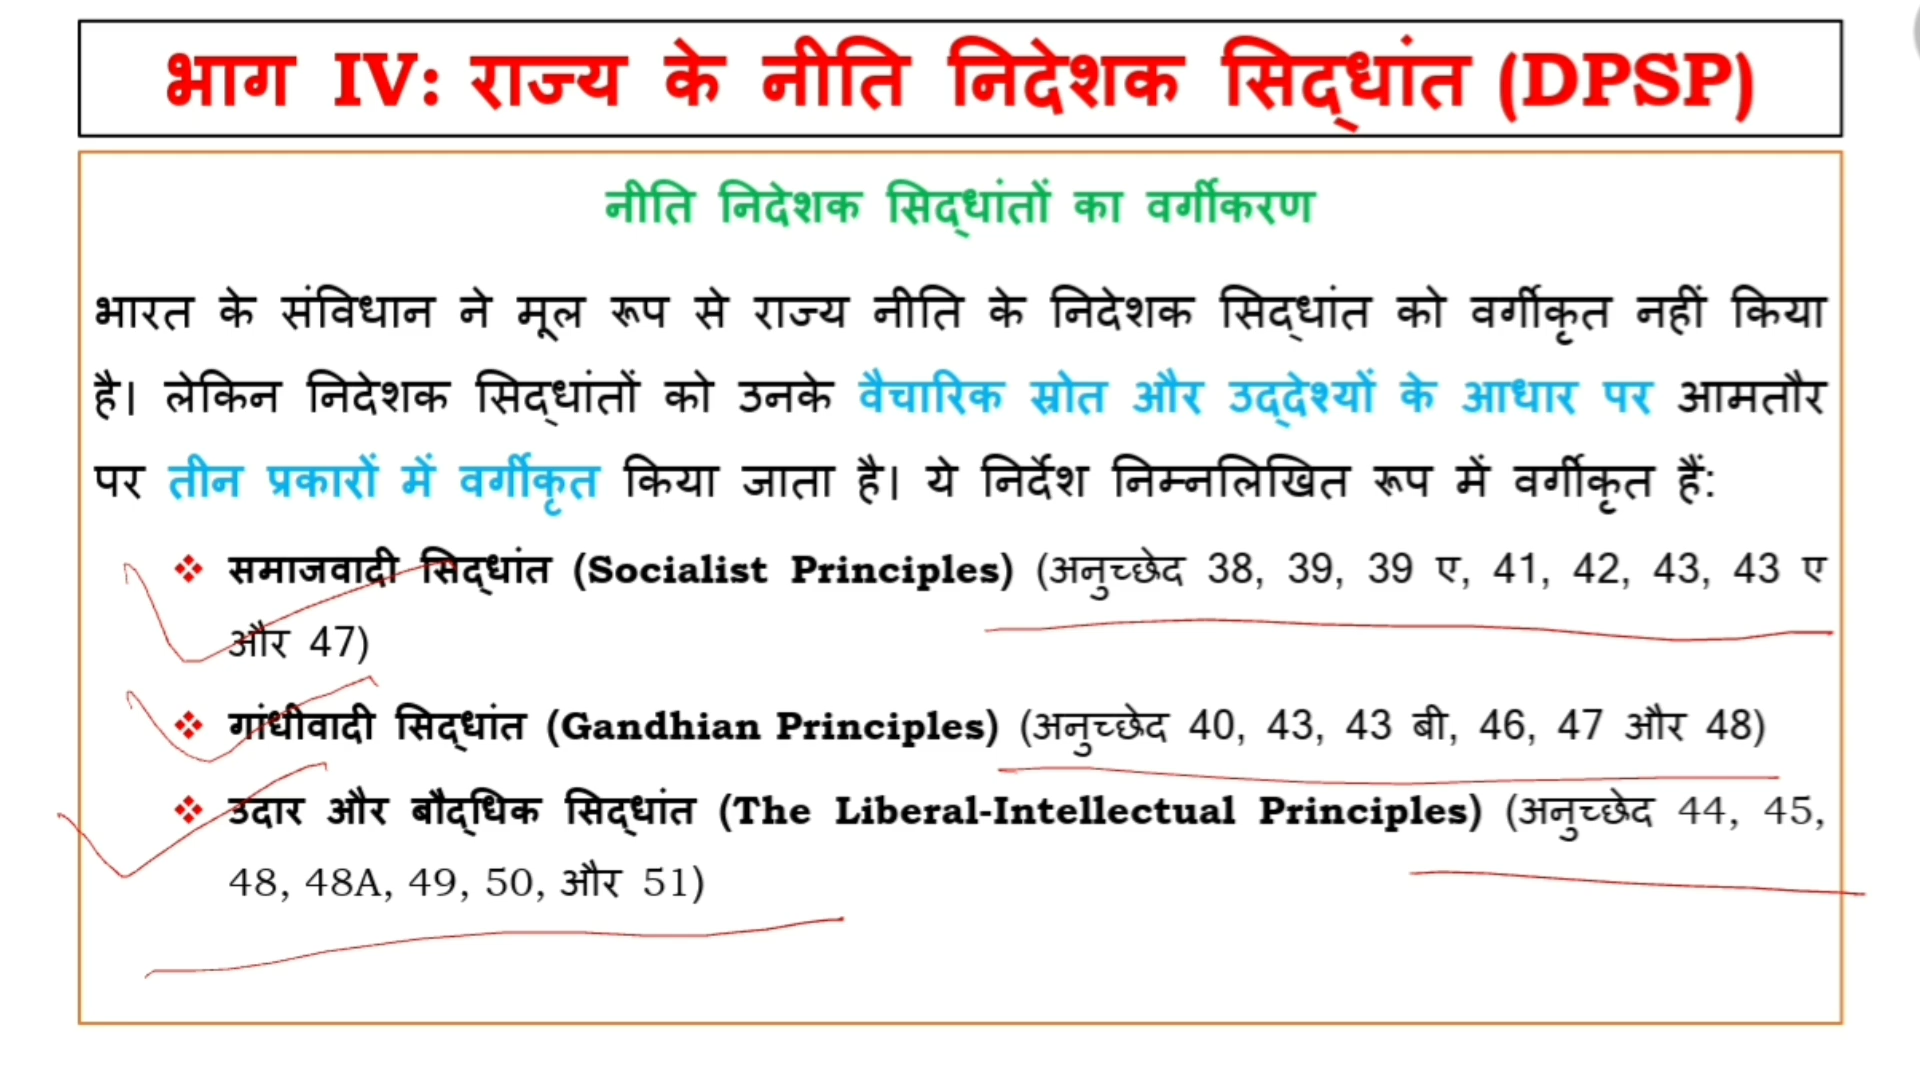 भाग IV: राज्य के नीति निदेशक सिद्धांत (DPSP)
नीति निदेशक सिद्धांतों का वर्गीकरण
भारत के संविधान ने मूल रूप से राज्य नीति के निदेशक सिद्धांत को वर्गीकृत नहीं किया
है। लेकिन निदेशक सिद्धांतों को उनके वैचारिक स्रोत और उद्देश्यों के आधार पर आमतौर
पर तीन प्रकारों में वर्गीकृत किया जाता है। ये निर्देश निम्नलिखित रूप में वर्गीकृत हैं:
❖ समाजवादी सिद्धांत (Socialist Principles) (अनुच्छेद 38, 39, 39 ए, 41, 42, 43, 43 ए
और 47)
❖ गांधीवादी सिद्धांत (Gandhian Principles) (अनुच्छेद 40, 43, 43 बी, 46, 47 और 48)
❖ उदार और बौद्धिक सिद्धांत (The Liberal-Intellectual Principles) (अनुच्छेद 44, 45,
48, 48A, 49, 50, और 51)